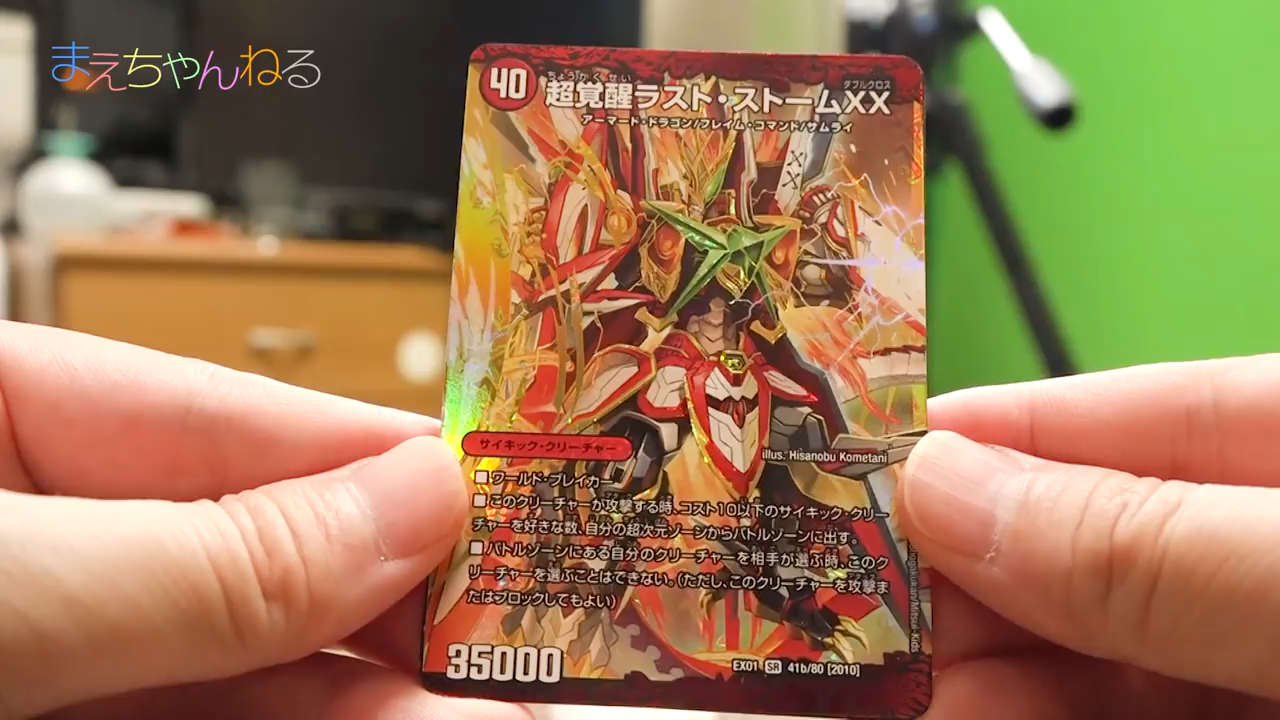 まえちゃんねる
40
ちょうかくせい
ダブルクロス
超覚醒ラスト・ストームXX
アーマード・ドラゴン/フレイム・コマンド/サムライ
XX
サイキック・クリーチャー
illus. Hisanobu Kometani
■ワールド・ブレイカー
■このクリーチャーが攻撃する時、コスト10以下のサイキック・クリー
チャーを好きな数、自分の超次元ゾーンからバトルゾーンに出す。
■バトルゾーンにある自分のクリーチャーを相手が選ぶ時、このク
リーチャーを選ぶことはできない。(ただし、このクリーチャーを攻撃ま
たはブロックしてもよい)
35000
EX01 SR 41b/80 [2010]